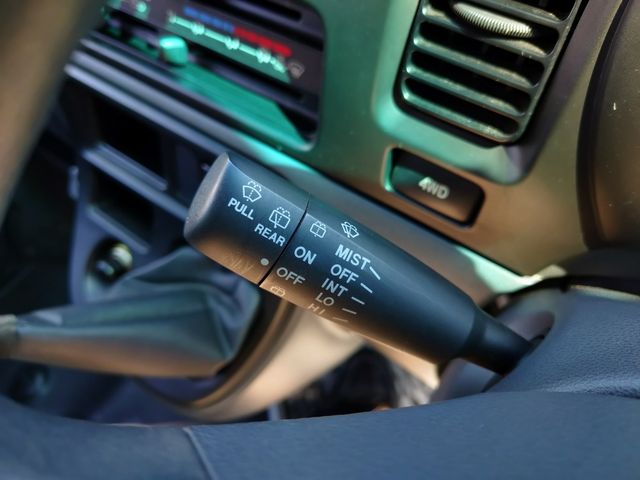 4WD
PULL
REAR
ON
OFF
MIST
OFF
INT
LO
HI